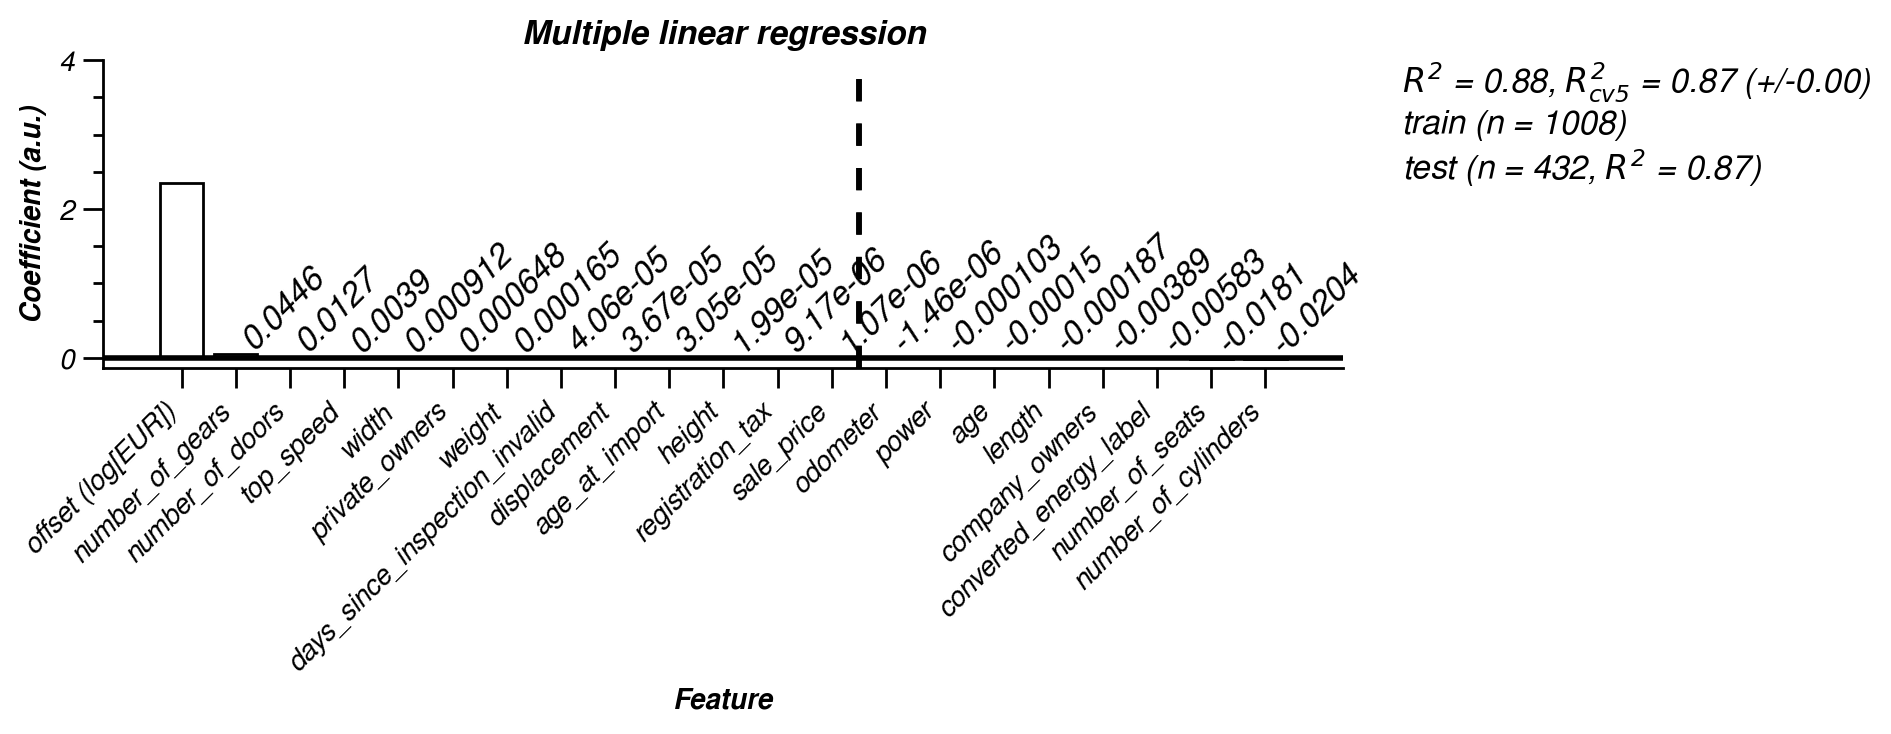 Multiple linear regression
Coefficient (a.u.)
4
2
0
0.0446
0.0127
0.0039
0.000912
0.000648
0.000165
4.06e-05
3.67e-05
3.05e-05
1.99e-05
9.17e-06
1.07e-06
-1.46e-06
-0.000103
-0.00015
-0.000187
-0.00389
-0.00583
-0.0181
-0.0204
offset (log[EUR])
number_of_gears
number_of_doors
top_speed
width
private_owners
weight
days_since_inspection_invalid
displacement
age_at_import
height
registration_tax
sale_price
odometer
power
age
length
company_owners
converted_energy_label
number_of_seats
number_of_cylinders
Feature
R² = 0.88, R²cv5 = 0.87 (+/-0.00)
train (n = 1008)
test (n = 432, R² = 0.87)